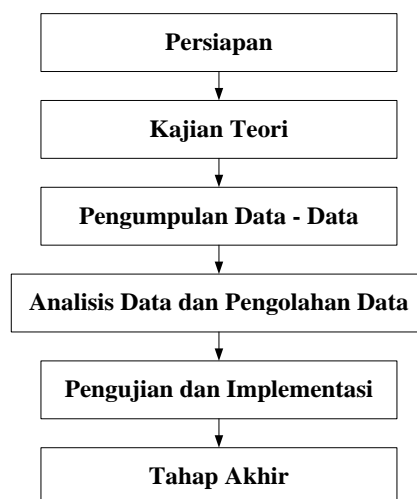 Persiapan
Kajian Teori
Pengumpulan Data - Data
Analisis Data dan Pengolahan Data
Pengujian dan Implementasi
Tahap Akhir